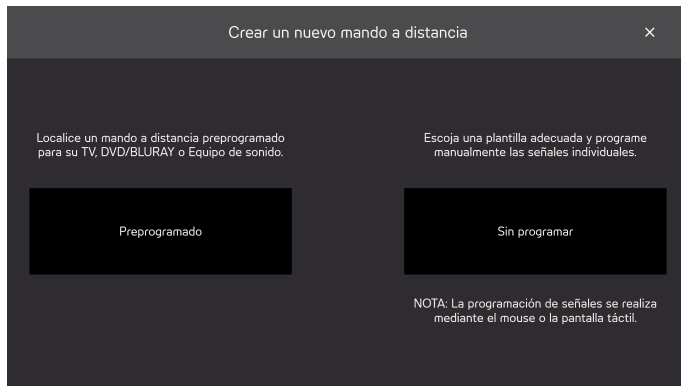 Crear un nuevo mando a distancia
Localice un mando a distancia preprogramado
para su TV, DVD/BLURAY o Equipo de sonido.
Preprogramado
Escoja una plantilla adecuada y programe
manualmente las señales individuales.
Sin programar
NOTA: La programación de señales se realiza
mediante el mouse o la pantalla táctil.